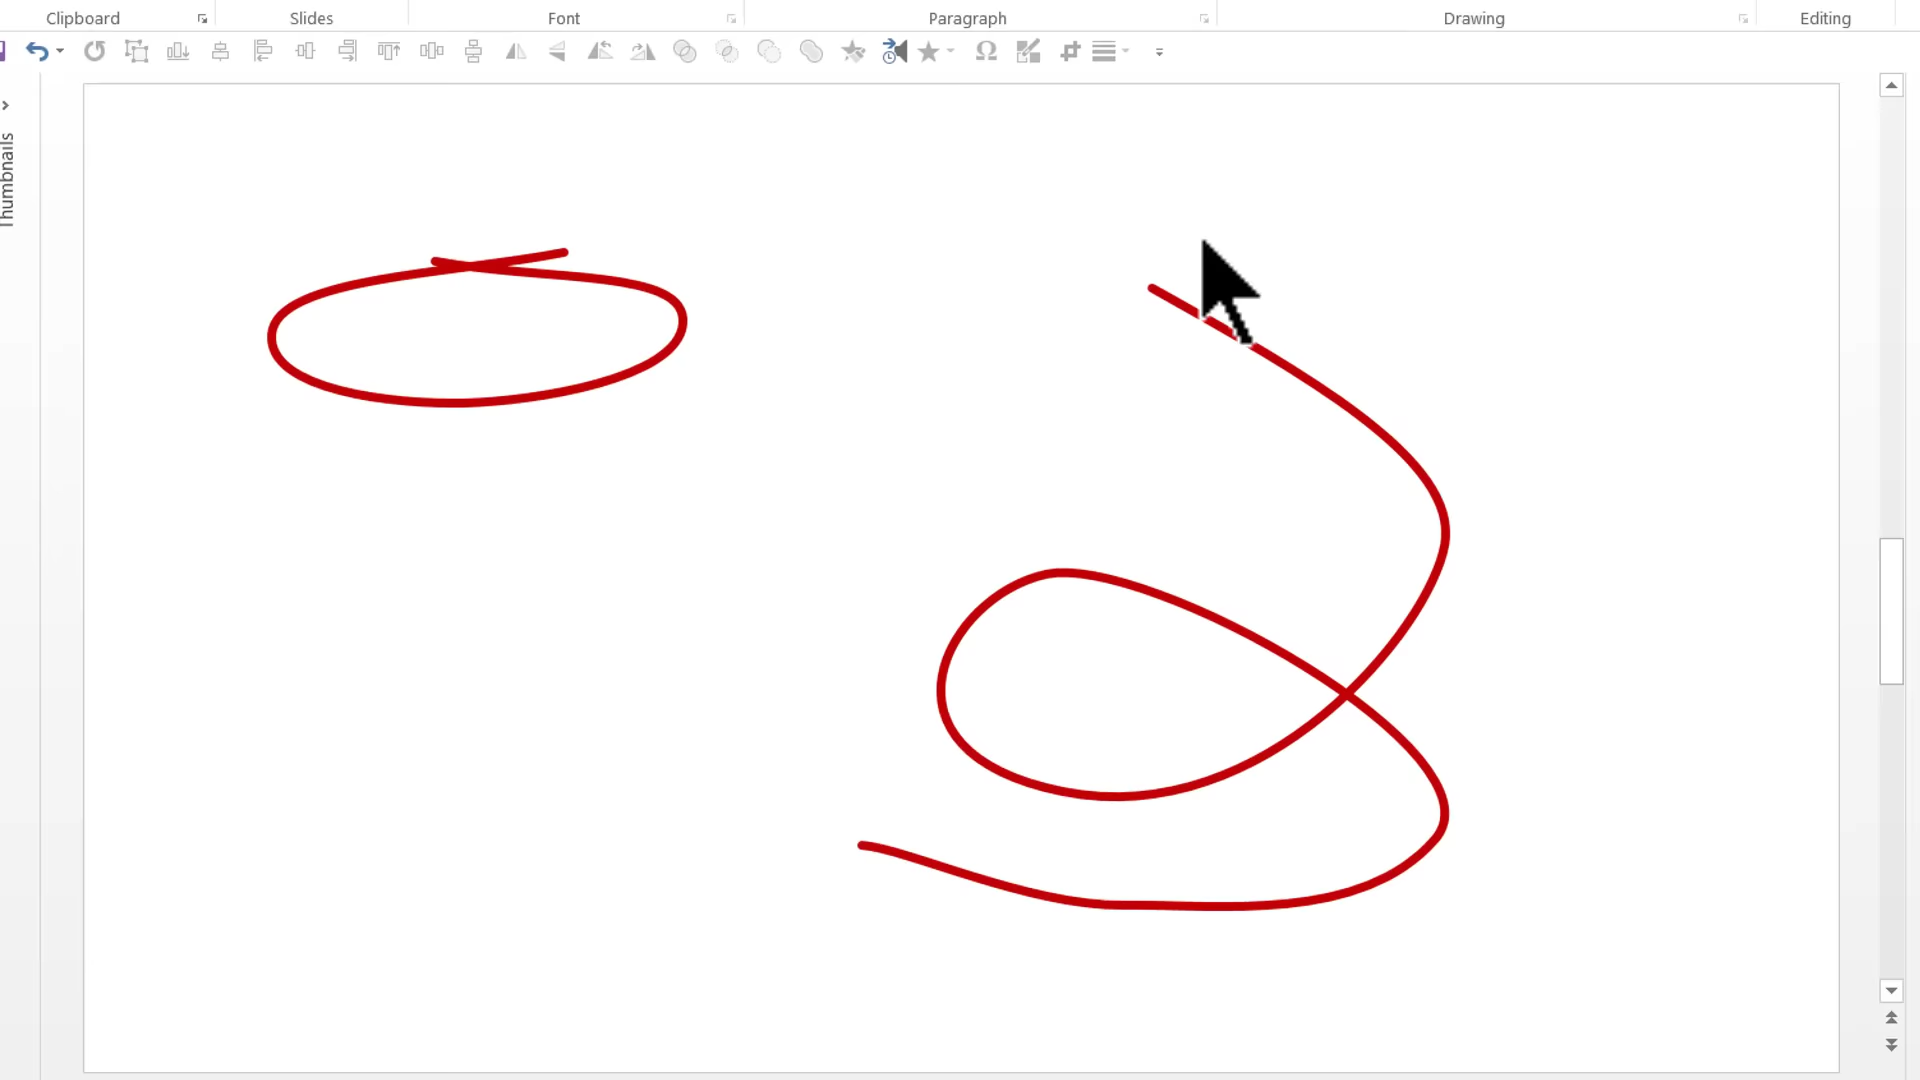 Clipboard
Slides
Font
Paragraph
Drawing
Editing
Thumbnails